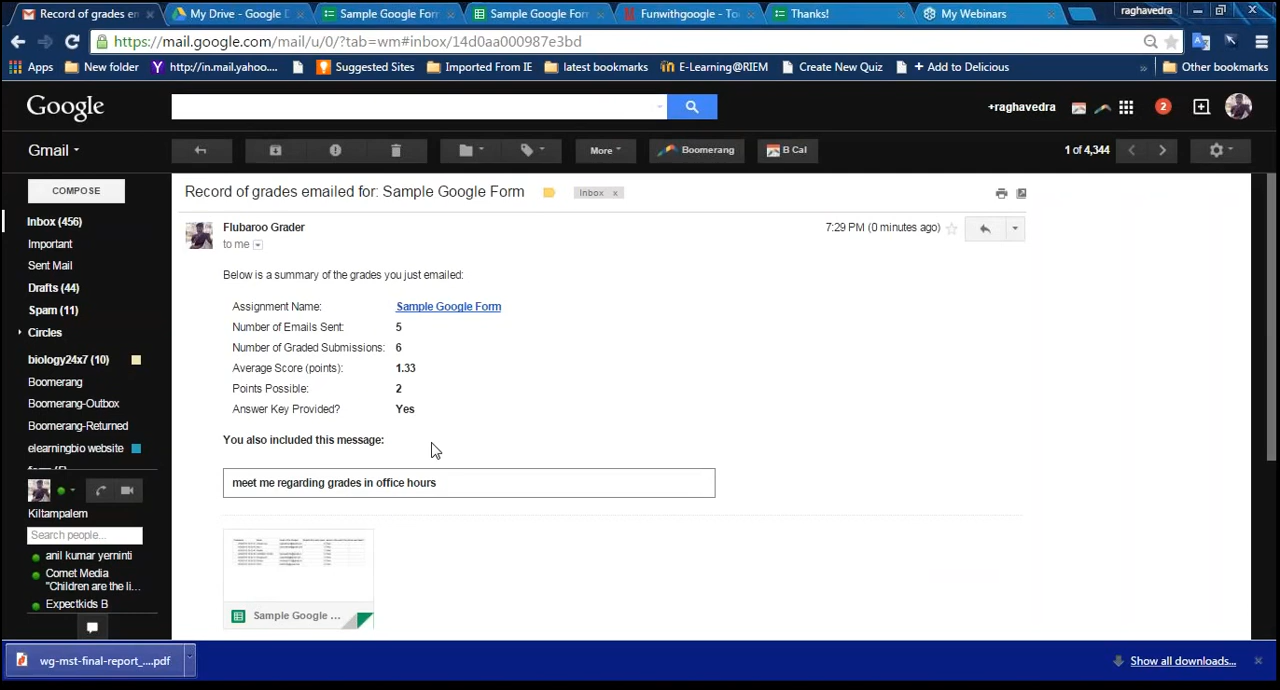 Record of grades en
My Drive - Google D
Sample Google Form
Sample Google Form
Funwithgoogle - Too
Thanks!
My Webinars
raghavedra
https://mail.google.com/mail/u/0/?tab=wm#inbox/14d0aa000987e3bd
Apps
New folder
http://in.mail.yahoo....
Suggested Sites
Imported From IE
latest bookmarks
E-Learning@RIEM
Create New Quiz
+ Add to Delicious
»
Other bookmarks
Google
+raghavedra
2
Gmail
More
Boomerang
B Cal
1 of 4,344
COMPOSE
Inbox (456)
Important
Sent Mail
Drafts (44)
Spam (11)
Circles
biology24x7 (10)
Boomerang
Boomerang-Outbox
Boomerang-Returned
elearningbio website
Kiltampalem
Search people...
anil kumar yerninti
Comet Media
"Children are the li...
Expectkids B
Record of grades emailed for: Sample Google Form
Inbox x
Flubaroo Grader
7:29 PM (0 minutes ago)
to me
Below is a summary of the grades you just emailed:
Assignment Name: Sample Google Form
Number of Emails Sent: 5
Number of Graded Submissions: 6
Average Score (points): 1.33
Points Possible: 2
Answer Key Provided? Yes
You also included this message:
meet me regarding grades in office hours
Sample Google ...
wg-mst-final-report_....pdf
Show all downloads...